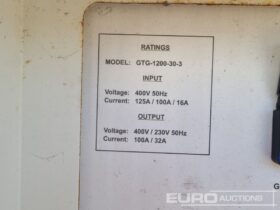 RATINGS
MODEL: GTG-1200-30-3
INPUT
Voltage: 400V 50Hz
Current: 125A / 100A / 16A
OUTPUT
Voltage: 400V / 230V 50Hz
Current: 100A / 32A
G
EURO
AUCTIONS